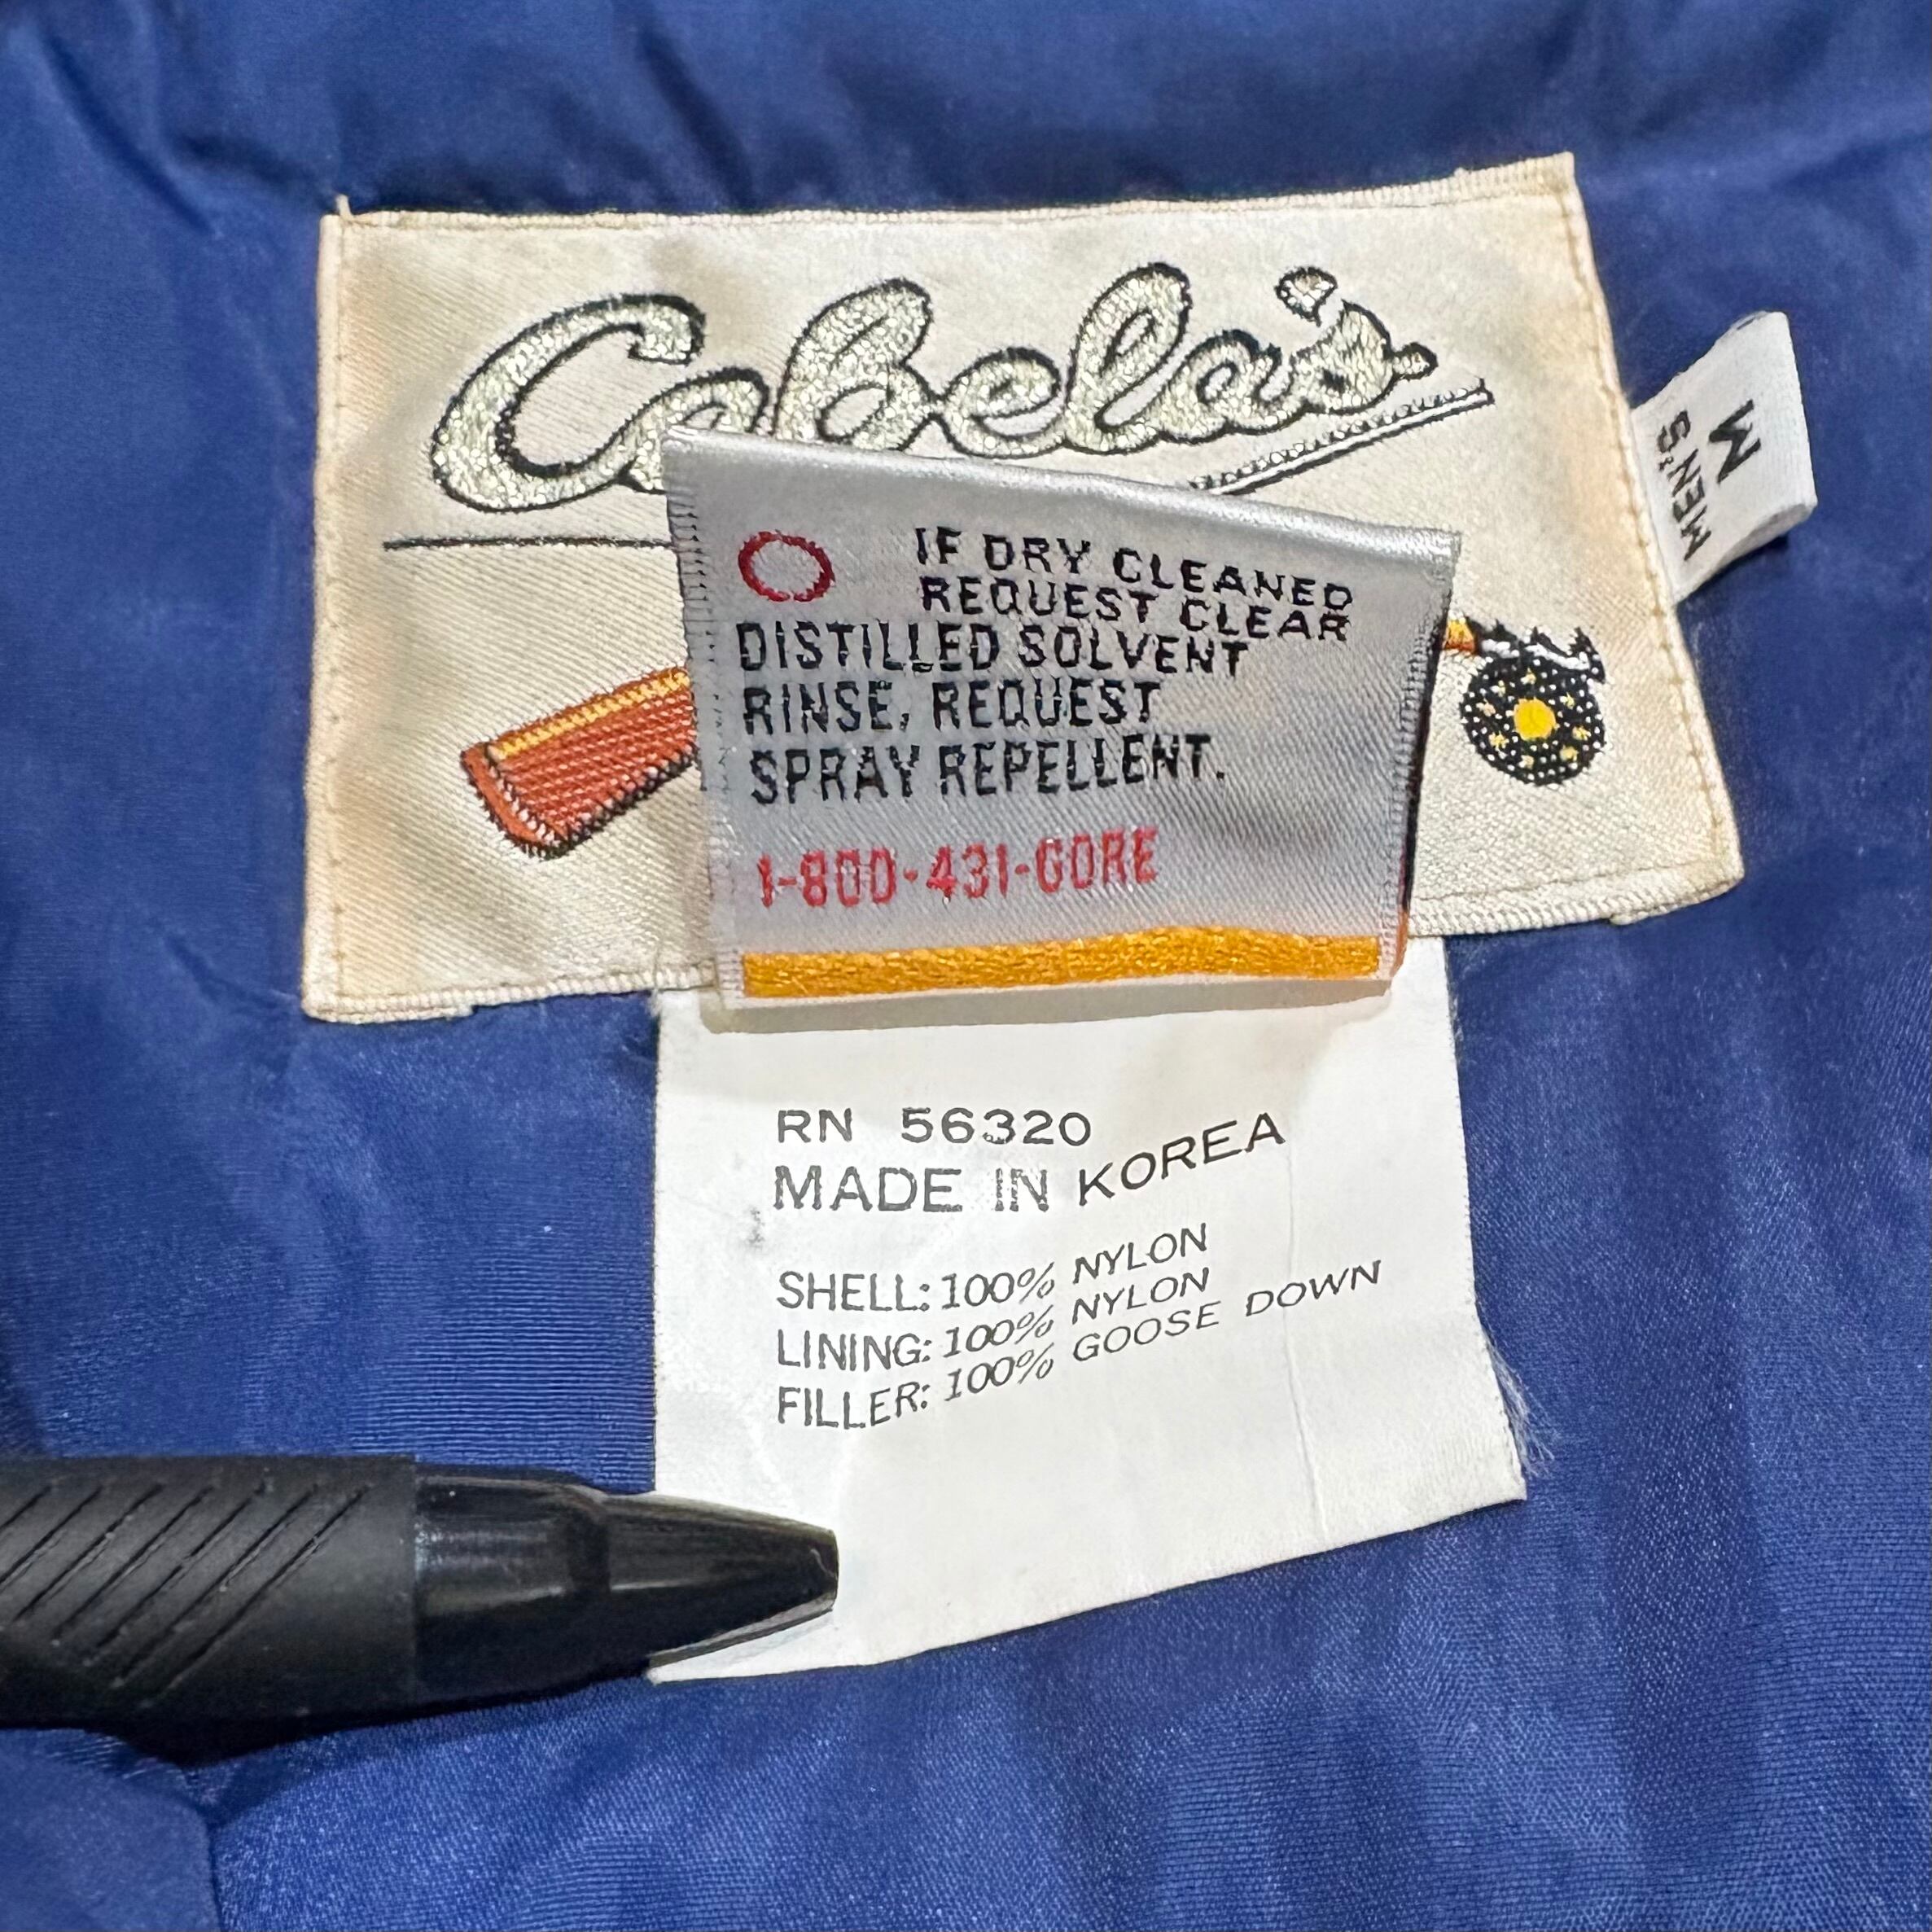 Cabela's
M
MEN'S
IF DRY CLEANED
REQUEST CLEAR
DISTILLED SOLVENT
RINSE, REQUEST
SPRAY REPELLENT.
1-800-431-GORE
RN 56320
MADE IN KOREA
SHELL: 100% NYLON
LINING: 100% NYLON
FILLER: 100% GOOSE DOWN